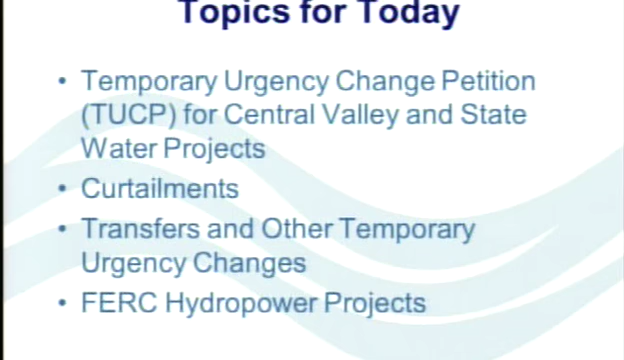 Topics for Today
• Temporary Urgency Change Petition
(TUCP) for Central Valley and State
Water Projects
• Curtailments
• Transfers and Other Temporary
Urgency Changes
• FERC Hydropower Projects